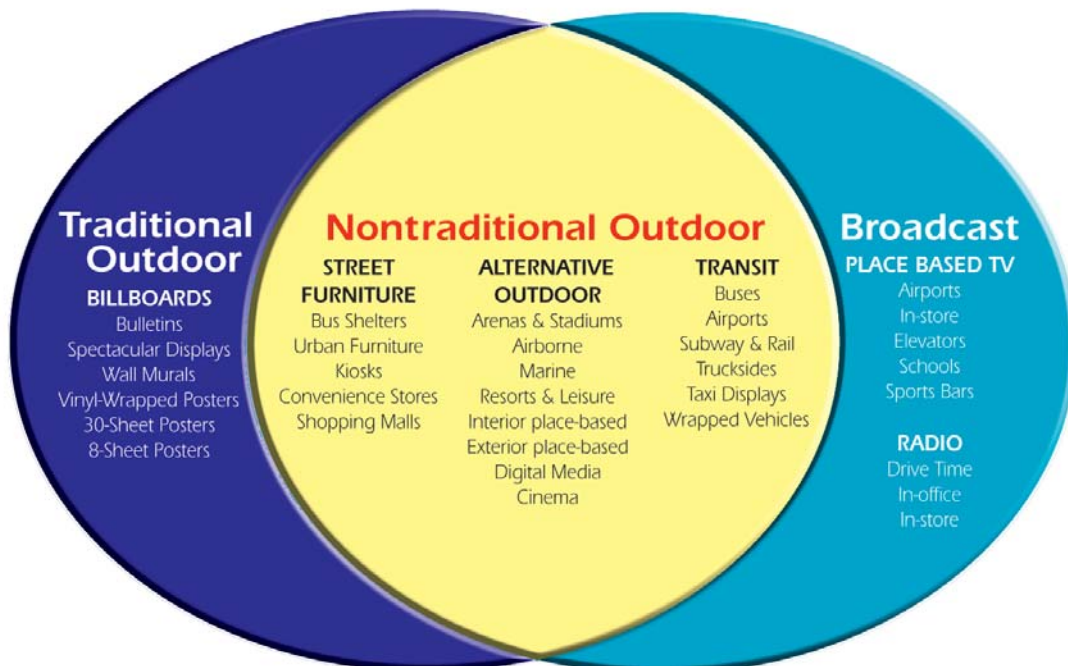 Traditional
Outdoor
BILLBOARDS
Bulletins
Spectacular Displays
Wall Murals
Vinyl-Wrapped Posters
30-Sheet Posters
8-Sheet Posters
Nontraditional Outdoor
STREET
FURNITURE
Bus Shelters
Urban Furniture
Kiosks
Convenience Stores
Shopping Malls
ALTERNATIVE
OUTDOOR
Arenas & Stadiums
Airborne
Marine
Resorts & Leisure
Interior place-based
Exterior place-based
Digital Media
Cinema
TRANSIT
Buses
Airports
Subway & Rail
Trucksides
Taxi Displays
Wrapped Vehicles
Broadcast
PLACE BASED TV
Airports
In-store
Elevators
Schools
Sports Bars
RADIO
Drive Time
In-office
In-store